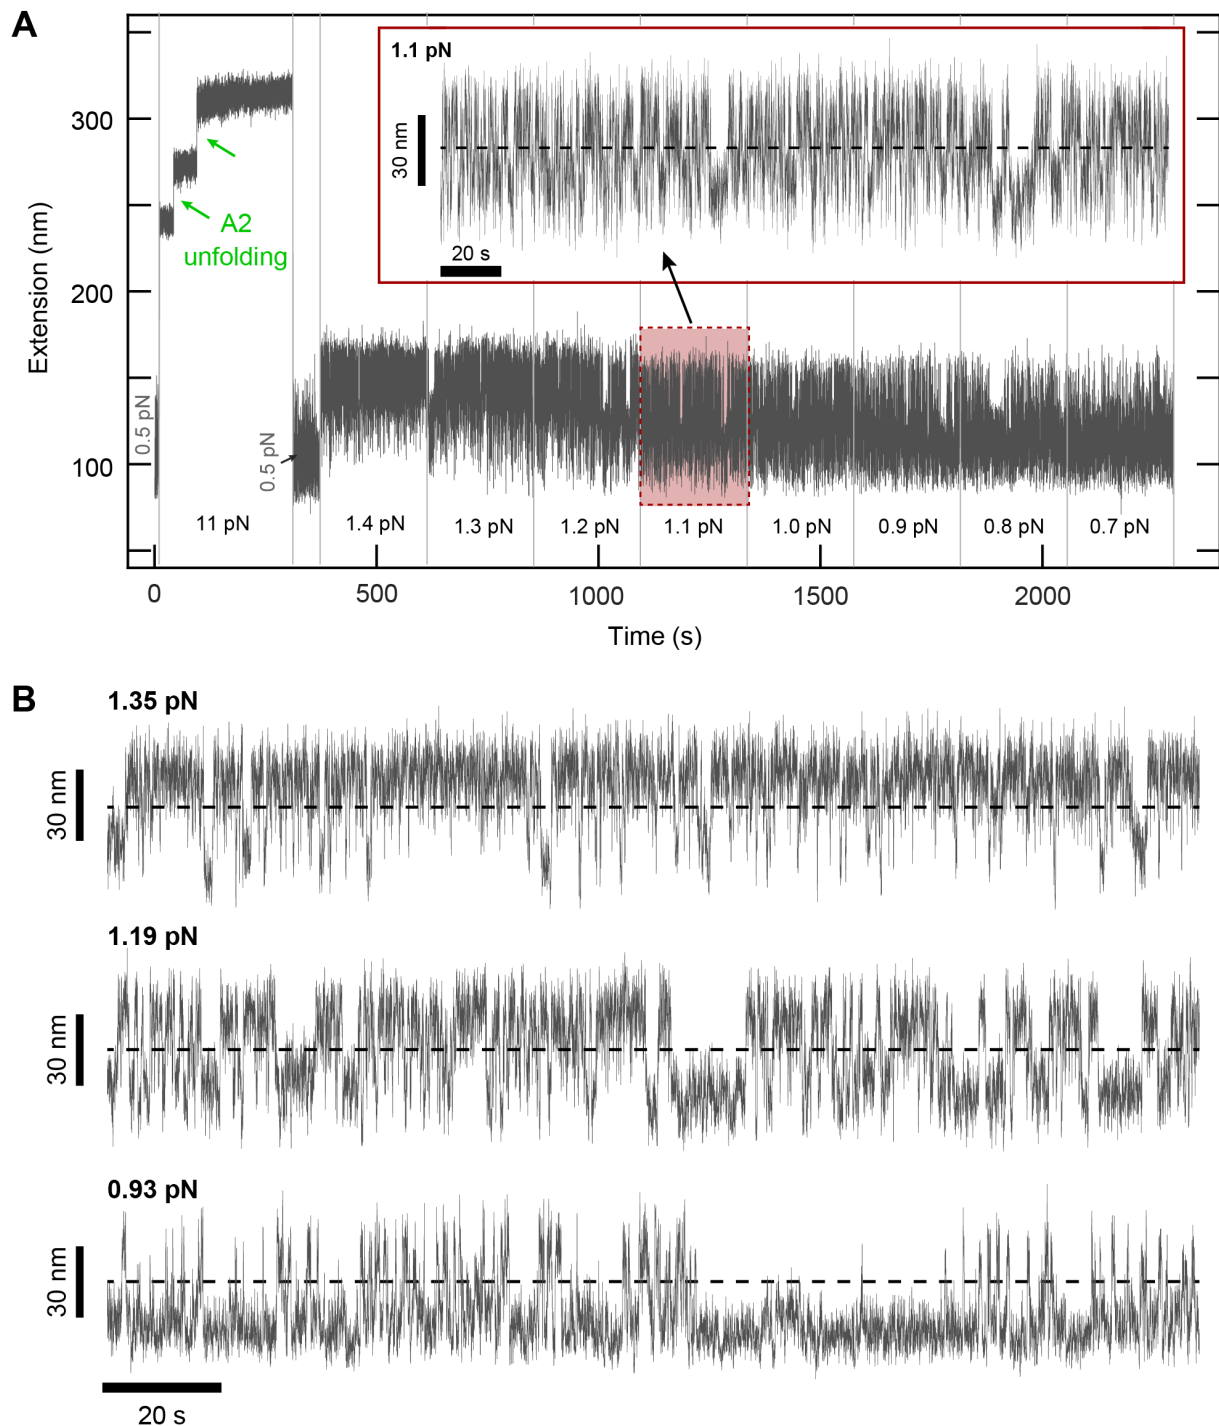 A
1.1 pN
30 nm
20 s
300
200
100
Extension (nm)
A2
unfolding
0.5 pN
0.5 pN
11 pN
1.4 pN
1.3 pN
1.2 pN
1.1 pN
1.0 pN
0.9 pN
0.8 pN
0.7 pN
0
500
1000
1500
2000
Time (s)
B
1.35 pN
30 nm
1.19 pN
30 nm
0.93 pN
30 nm
20 s